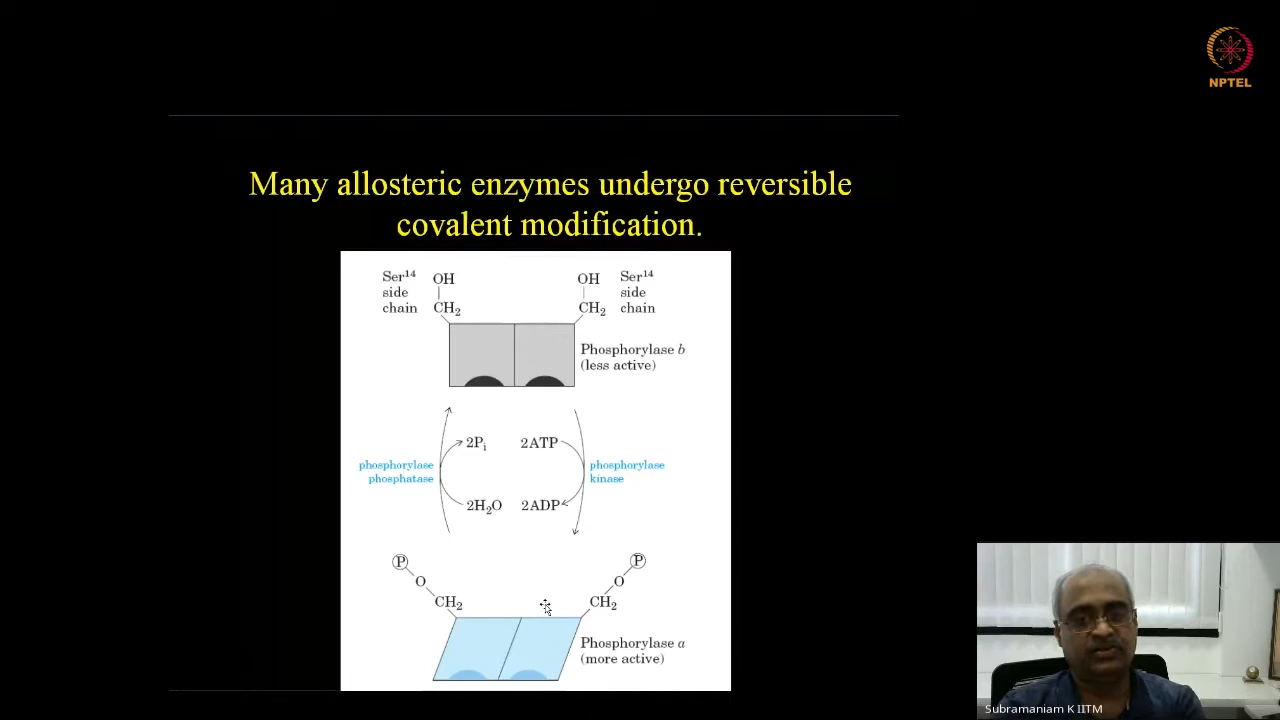 NPTEL
Many allosteric enzymes undergo reversible
covalent modification.
Ser¹⁴ OH
side
chain CH₂
OH Ser¹⁴
side
CH₂ chain
Phosphorylase b
(less active)
2Pᵢ 2ATP
phosphorylase
phosphatase
phosphorylase
kinase
2H₂O 2ADP
P P
O O
CH₂ CH₂
Phosphorylase a
(more active)
Subramaniam K IITM